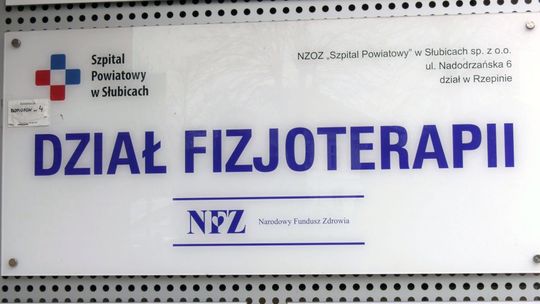 Szpital
Powiatowy
w Słubicach
NZOZ „Szpital Powiatowy” w Słubicach sp. z o.o.
ul. Nadodrzańska 6
dział w Rzepinie
DZIAŁ FIZJOTERAPII
NFZ
Narodowy Fundusz Zdrowia